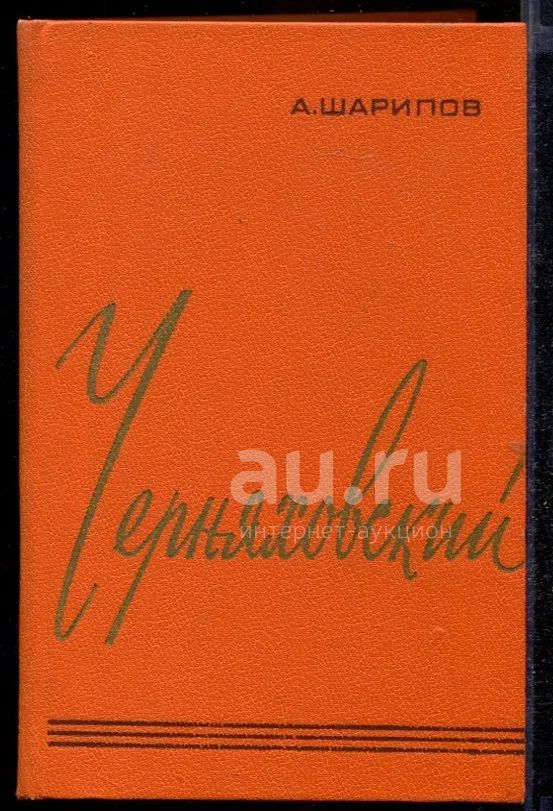 А.ШАРИПОВ
Черняховский
au.ru
интернет-аукцион